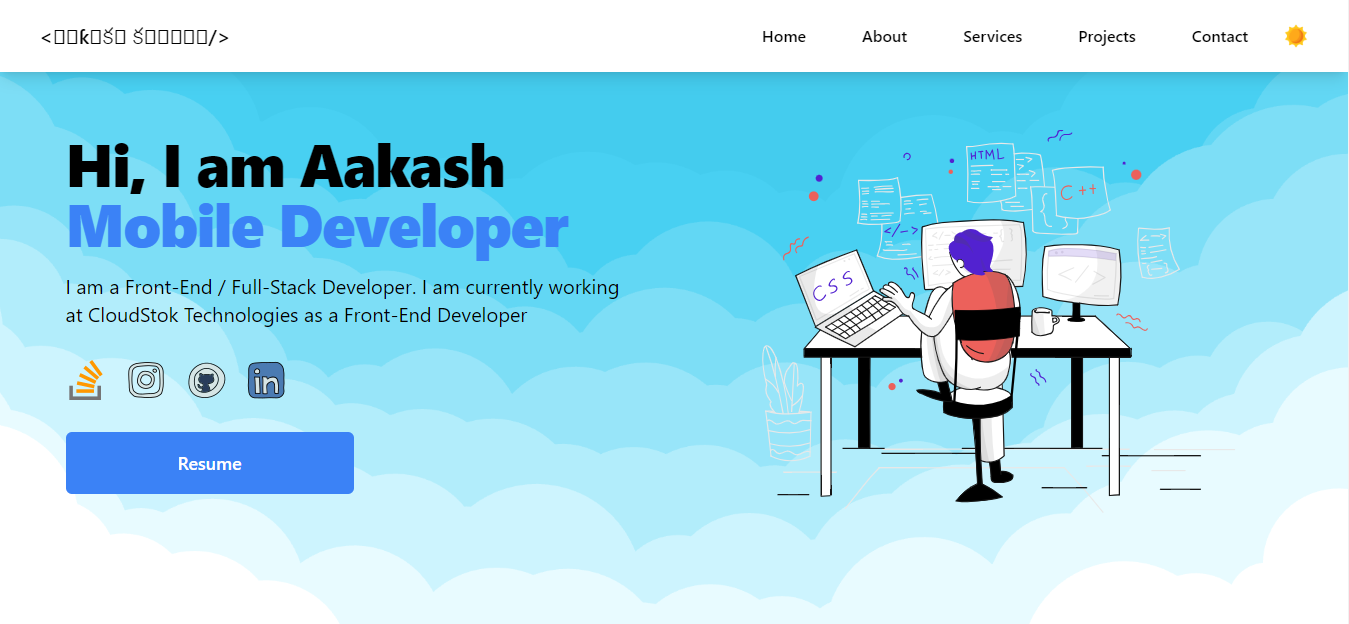 Home About Services Projects Contact
Hi, I am Aakash
Mobile Developer
I am a Front-End / Full-Stack Developer. I am currently working
at CloudStok Technologies as a Front-End Developer
in
Resume
HTML
C++
</>
CSS
</>